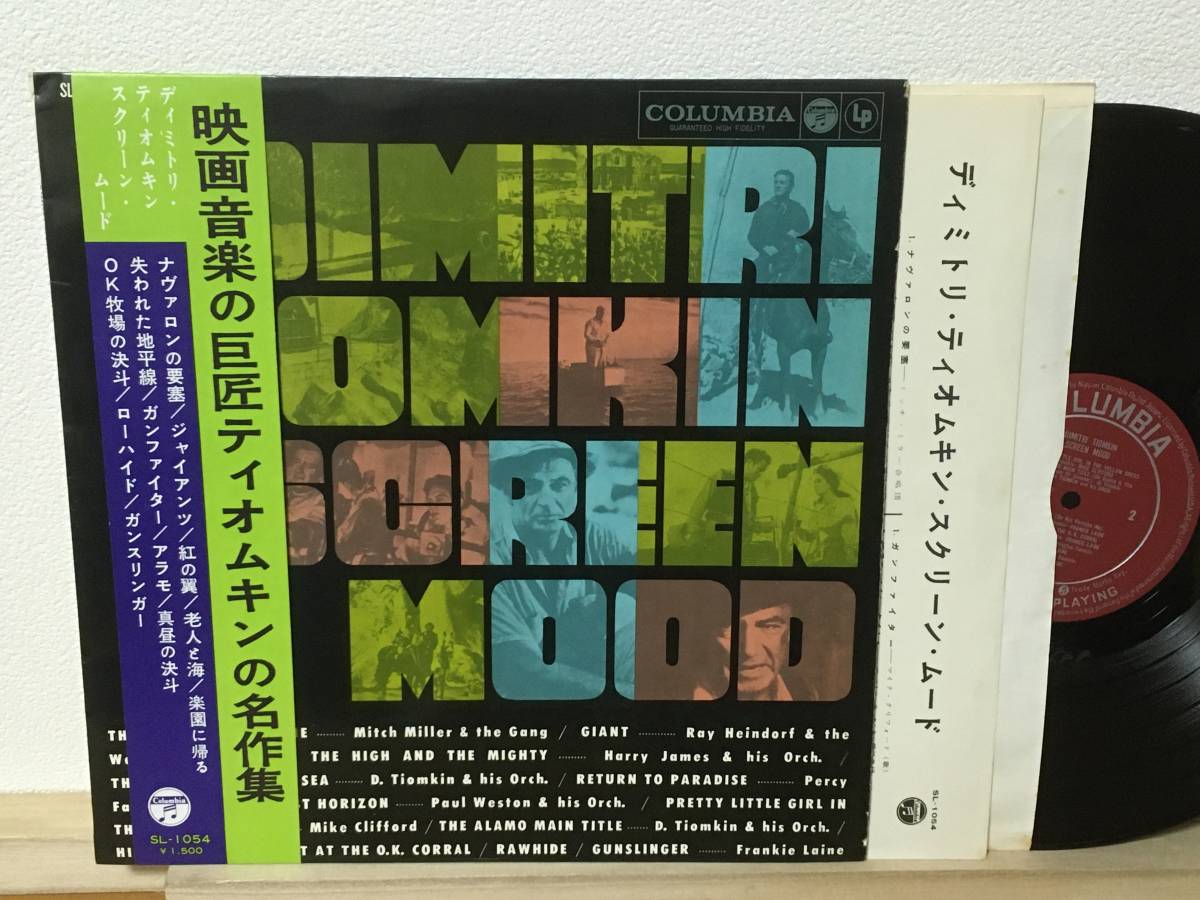 SL
ディミトリ・
ティオムキン
スクリーン・
ムード
映画音楽の巨匠ティオムキンの名作集
ナヴァロンの要塞/ジャイアンツ/紅の翼/老人と海/楽園に帰る
失われた地平線/ガンファイター/アラモ/真昼の決斗
OK牧場の決斗/ローハイド/ガンスリンガー
Columbia
SL-1054
¥1,500
COLUMBIA
GUARANTEED HIGH FIDELITY
LP
DIMITRI
OMKIN
SCREEN
MOOD
TH E ........ Mitch Miller & the Gang / GIANT ........ Ray Heindorf & the
W THE HIGH AND THE MIGHTY ........ Harry James & his Orch. /
TH SEA ........ D. Tiomkin & his Orch. / RETURN TO PARADISE ........ Percy
Fa T HORIZON ........ Paul Weston & his Orch. / PRETTY LITTLE GIRL IN
TH Mike Clifford / THE ALAMO MAIN TITLE ........ D. Tiomkin & his Orch. /
HI T AT THE O.K. CORRAL / RAWHIDE / GUNSLINGER ........ Frankie Laine
ディミトリ・ティオムキン・スクリーン・ムード
1. ナヴァロンの要塞
1. ガンファイター
SL-1054
LUMBIA
DIMITRI TIOMKIN
SCREEN MOOD
2
PLAYING